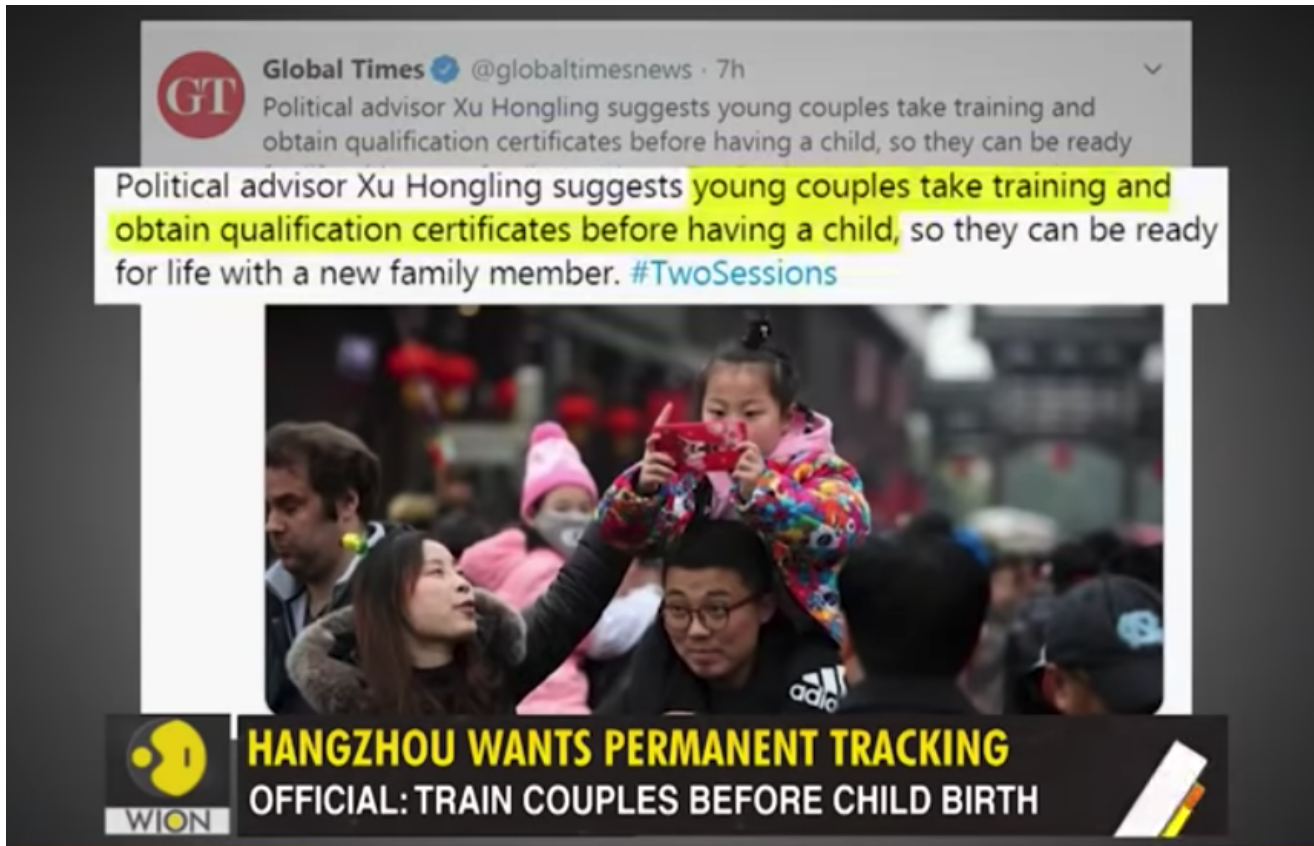 GT
Global Times @globaltimesnews · 7h
Political advisor Xu Hongling suggests young couples take training and
obtain qualification certificates before having a child, so they can be ready
Political advisor Xu Hongling suggests young couples take training and
obtain qualification certificates before having a child, so they can be ready
for life with a new family member. #TwoSessions
adid
HANGZHOU WANTS PERMANENT TRACKING
OFFICIAL: TRAIN COUPLES BEFORE CHILD BIRTH
WION